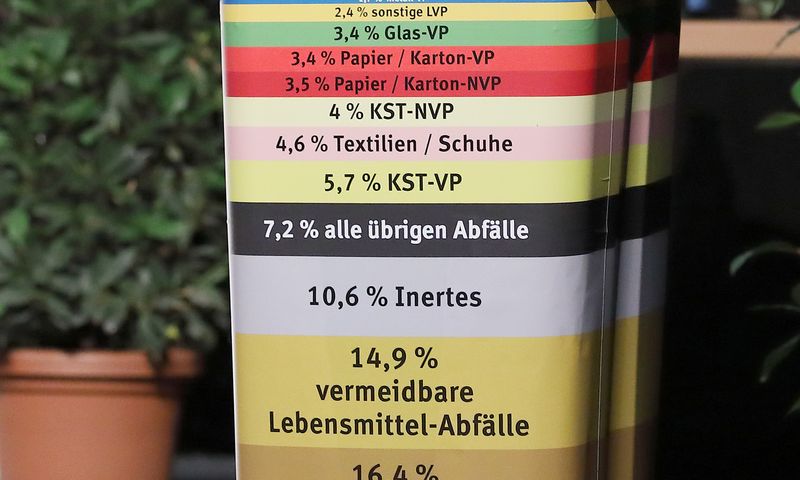 2,4 % sonstige LVP
3,4 % Glas-VP
3,4 % Papier / Karton-VP
3,5 % Papier / Karton-NVP
4 % KST-NVP
4,6 % Textilien / Schuhe
5,7 % KST-VP
7,2 % alle übrigen Abfälle
10,6 % Inertes
14,9 %
vermeidbare
Lebensmittel-Abfälle
16,4 %